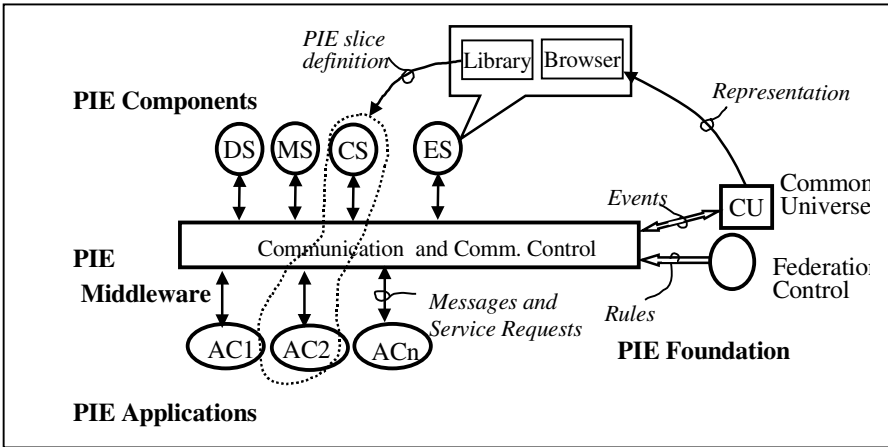 PIE slice
definition
Library
Browser
Representation
PIE Components
DS
MS
CS
ES
Events
CU
Common
Universe
Communication and Comm. Control
PIE
Middleware
Federation
Control
Messages and
Service Requests
Rules
AC1
AC2
ACn
PIE Foundation
PIE Applications